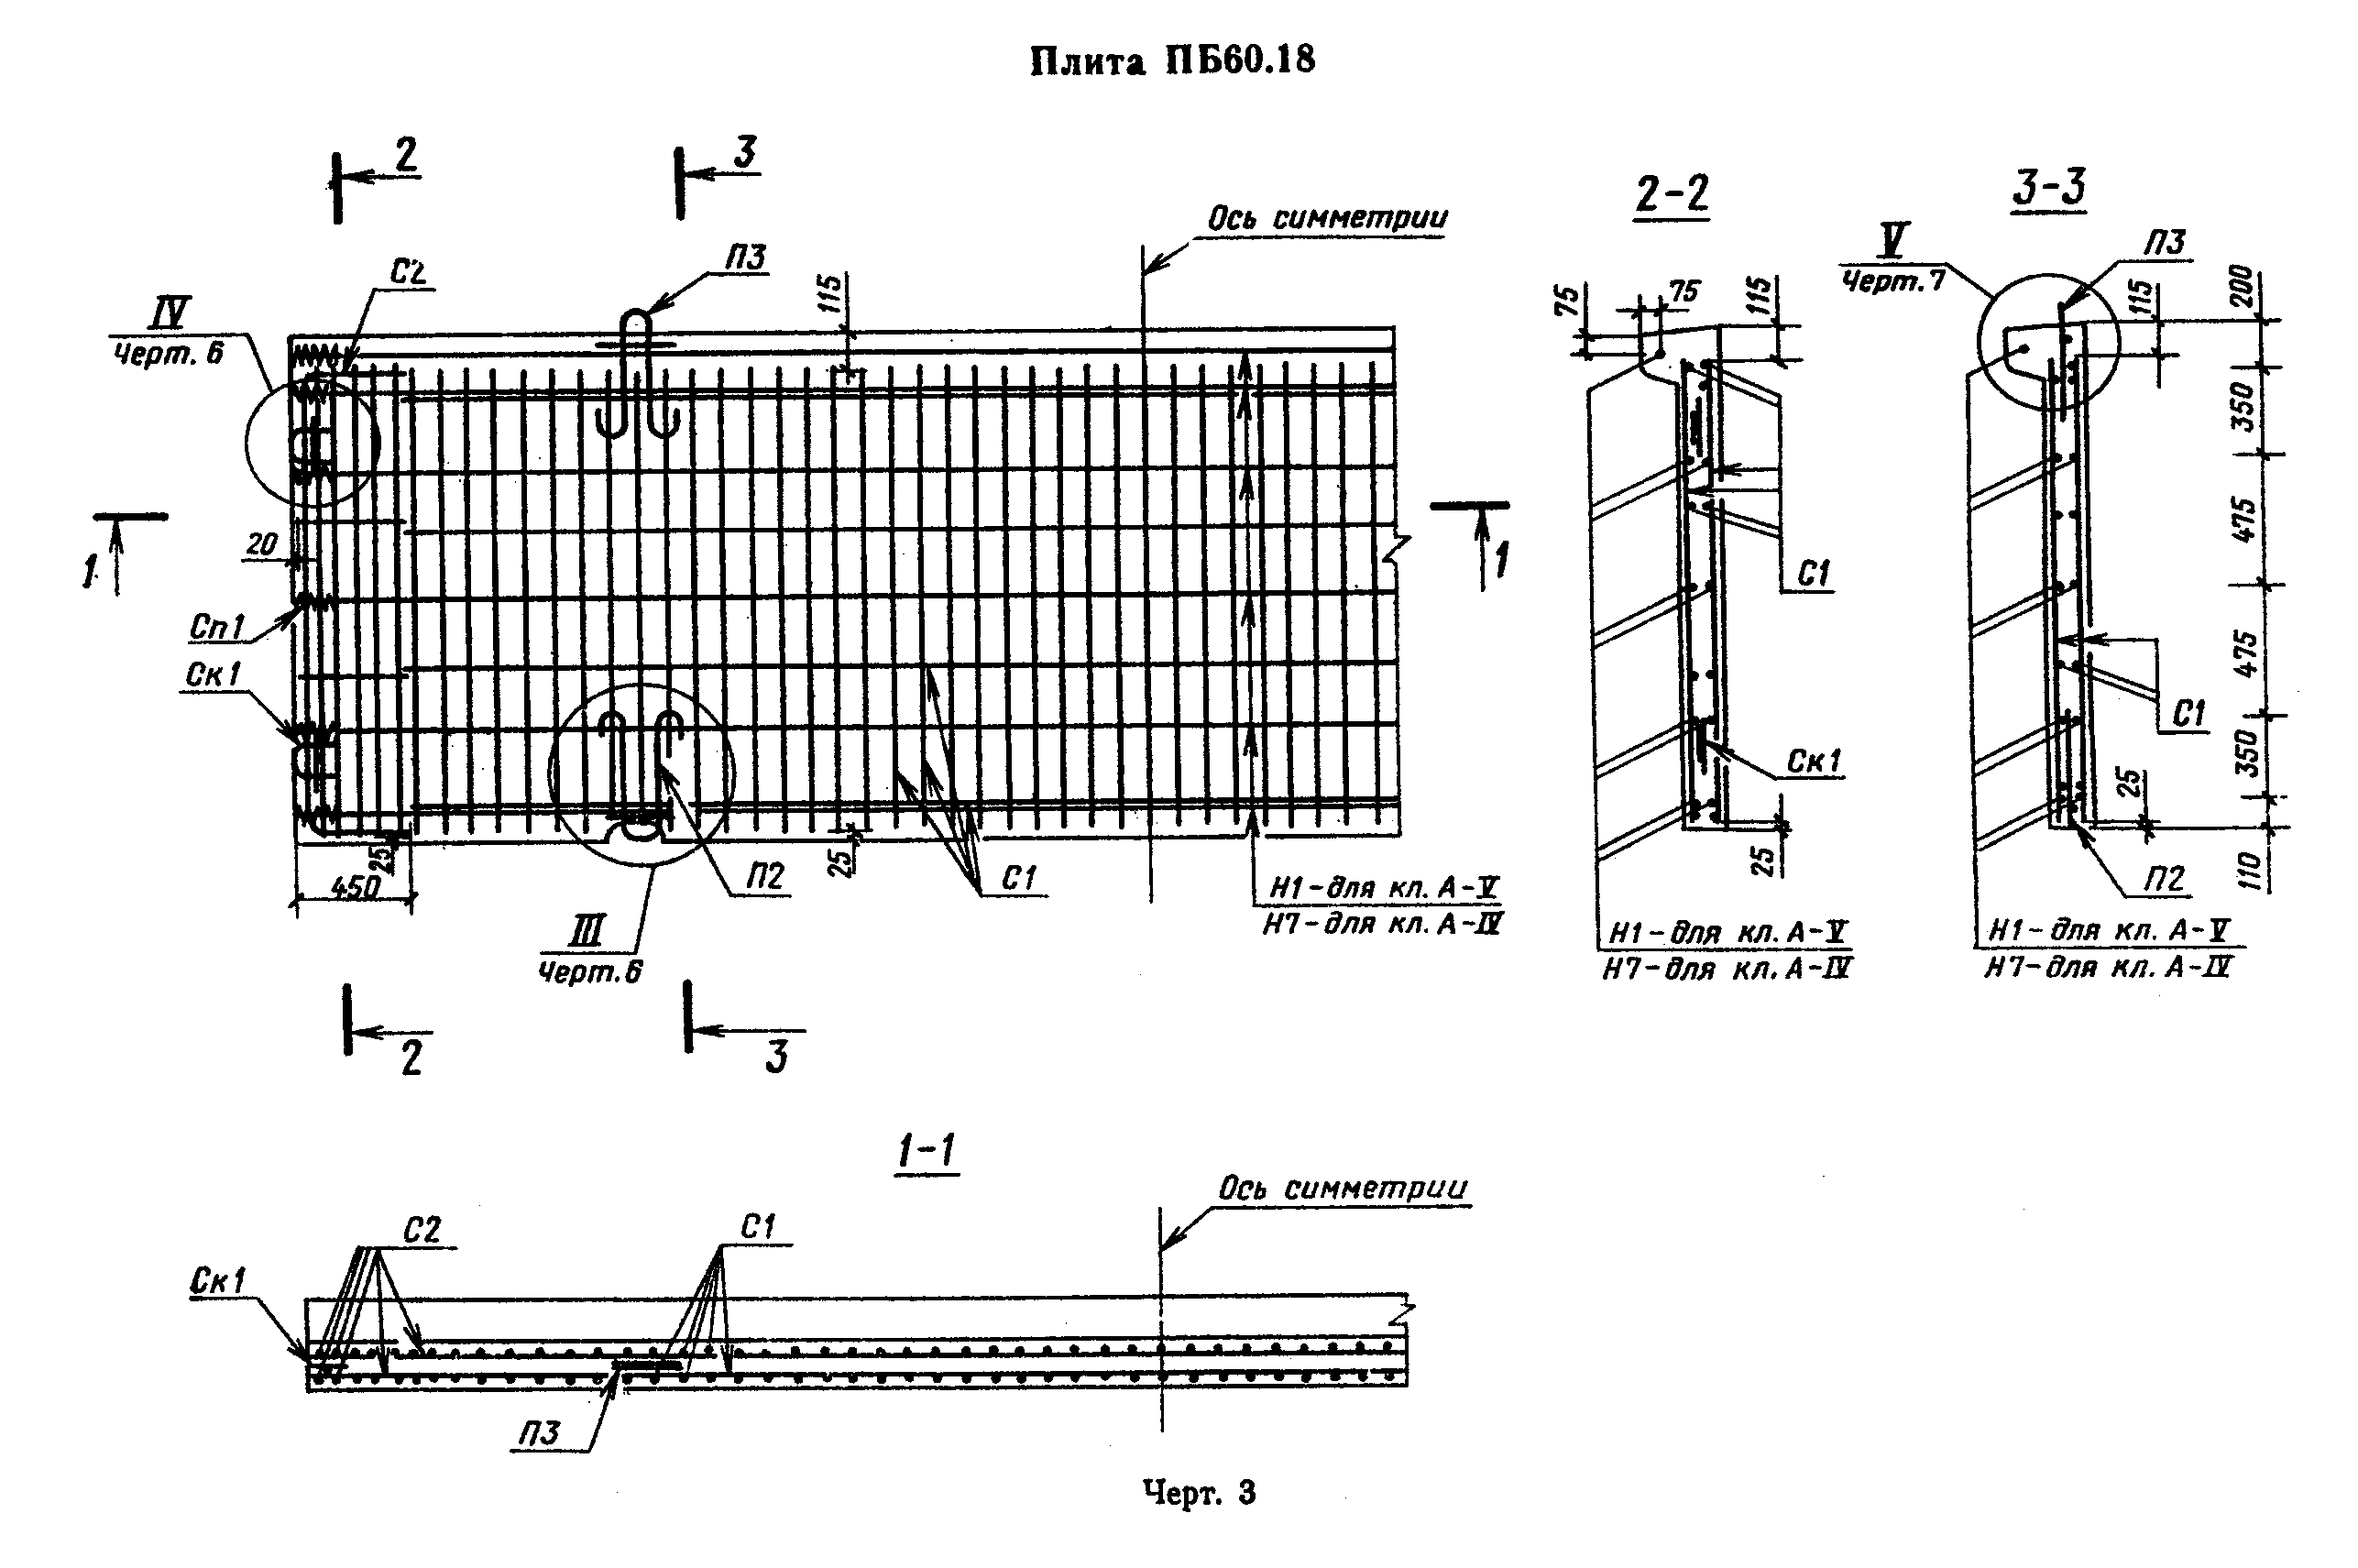 Плита ПБ60.18
2
3
2-2
3-3
Ось симметрии
П3
С2
IV
Черт. 6
115
75
75
115
V
Черт. 7
П3
115
200
350
475
475
350
110
1
1
20
Сп1
Ск1
С1
С1
Ск1
25
25
25
25
450
П2
С1
П2
III
Черт. 6
Н1-для кл. А-V
Н7-для кл. А-IV
Н1-для кл. А-V
Н7-для кл. А-IV
Н1-для кл. А-V
Н7-для кл. А-IV
2
3
1-1
Ось симметрии
С2
С1
Ск1
П3
Черт. 3